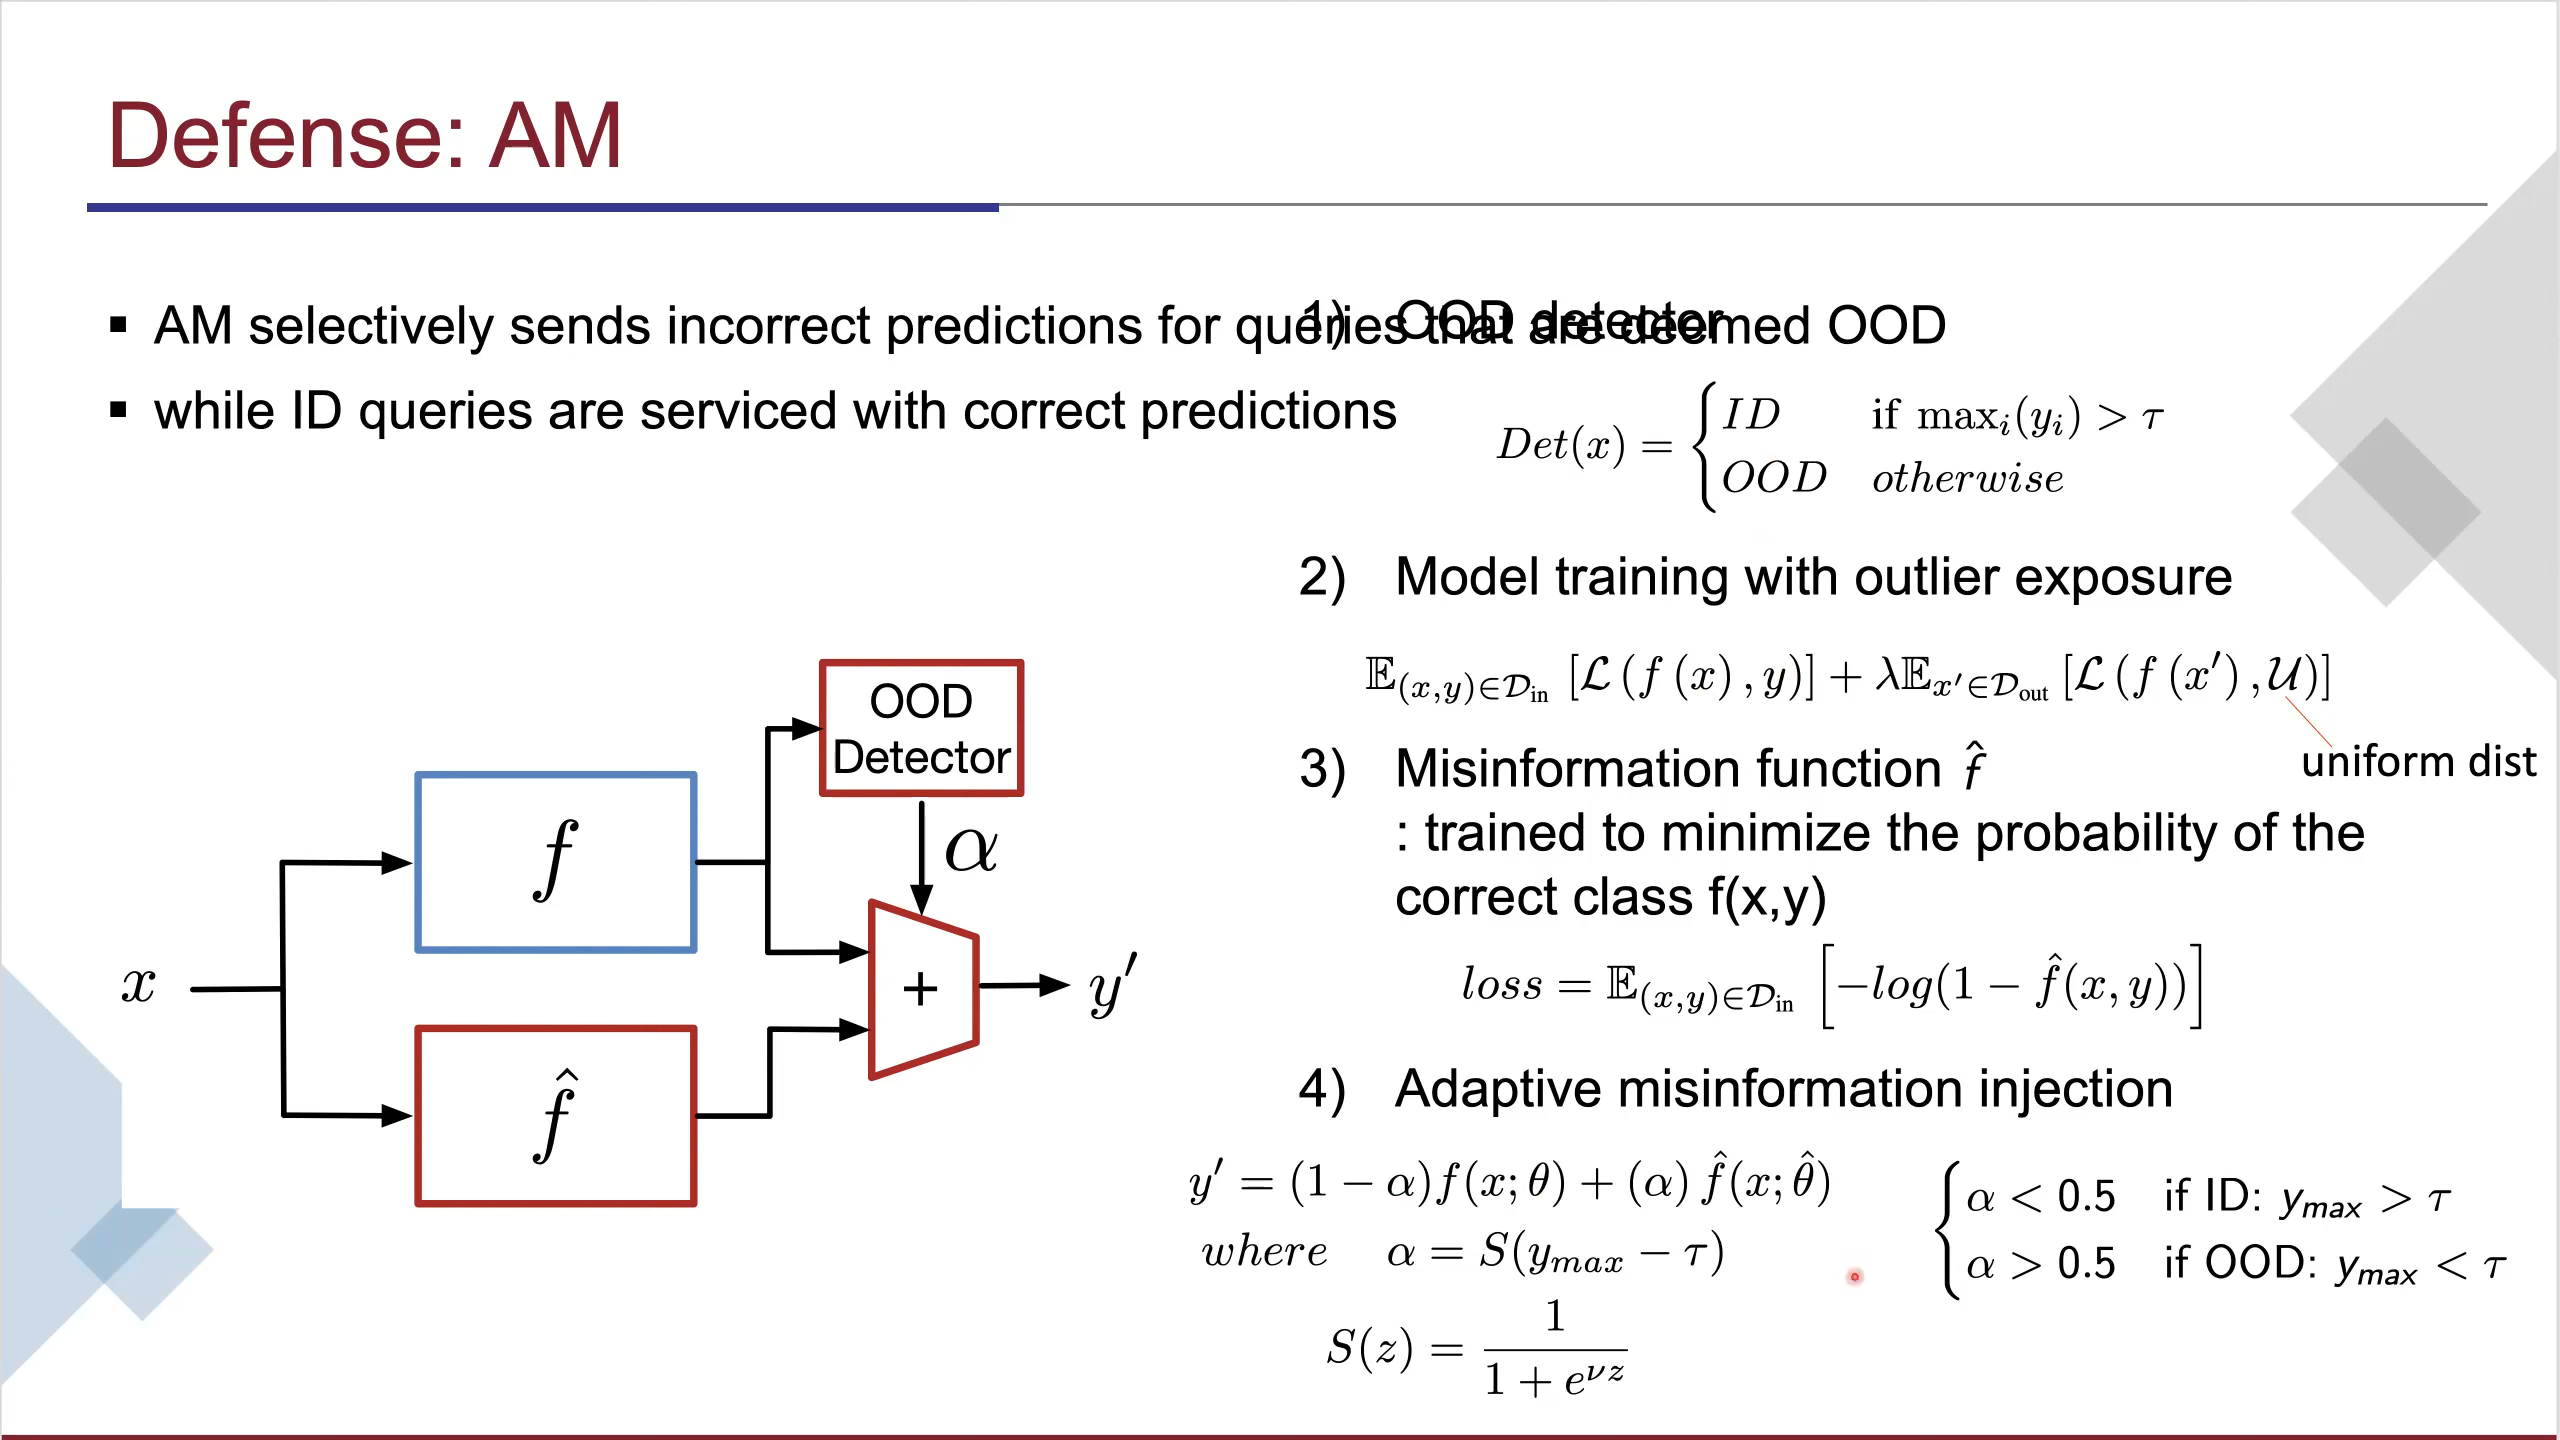 Defense: AM
▪ AM selectively sends incorrect predictions for queries that are deemed OOD
▪ while ID queries are serviced with correct predictions
1) OOD detector
Det(x) = { ID if max_i(y_i) > τ
OOD otherwise
2) Model training with outlier exposure
𝔼_{(x,y)∈𝒟_in} [ℒ(f(x), y)] + λ𝔼_{x′∈𝒟_out} [ℒ(f(x′), 𝒰)]
uniform dist
3) Misinformation function f̂
: trained to minimize the probability of the
correct class f(x,y)
loss = 𝔼_{(x,y)∈𝒟_in} [−log(1 − f̂(x, y))]
4) Adaptive misinformation injection
y′ = (1 − α)f(x; θ) + (α) f̂(x; θ̂)
where α = S(y_max − τ)
S(z) = 1 / (1 + e^{νz})
{ α < 0.5 if ID: y_max > τ
α > 0.5 if OOD: y_max < τ
OOD
Detector
α
f
x
+
y′
f̂